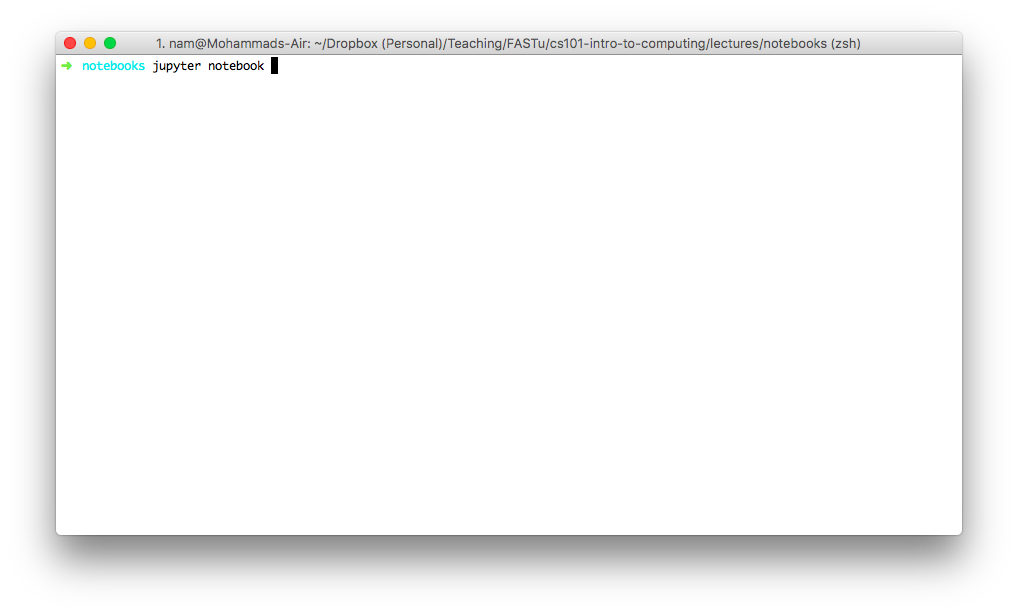 1. nam@Mohammads-Air: ~/Dropbox (Personal)/Teaching/FASTu/cs101-intro-to-computing/lectures/notebooks (zsh)
➜ notebooks jupyter notebook